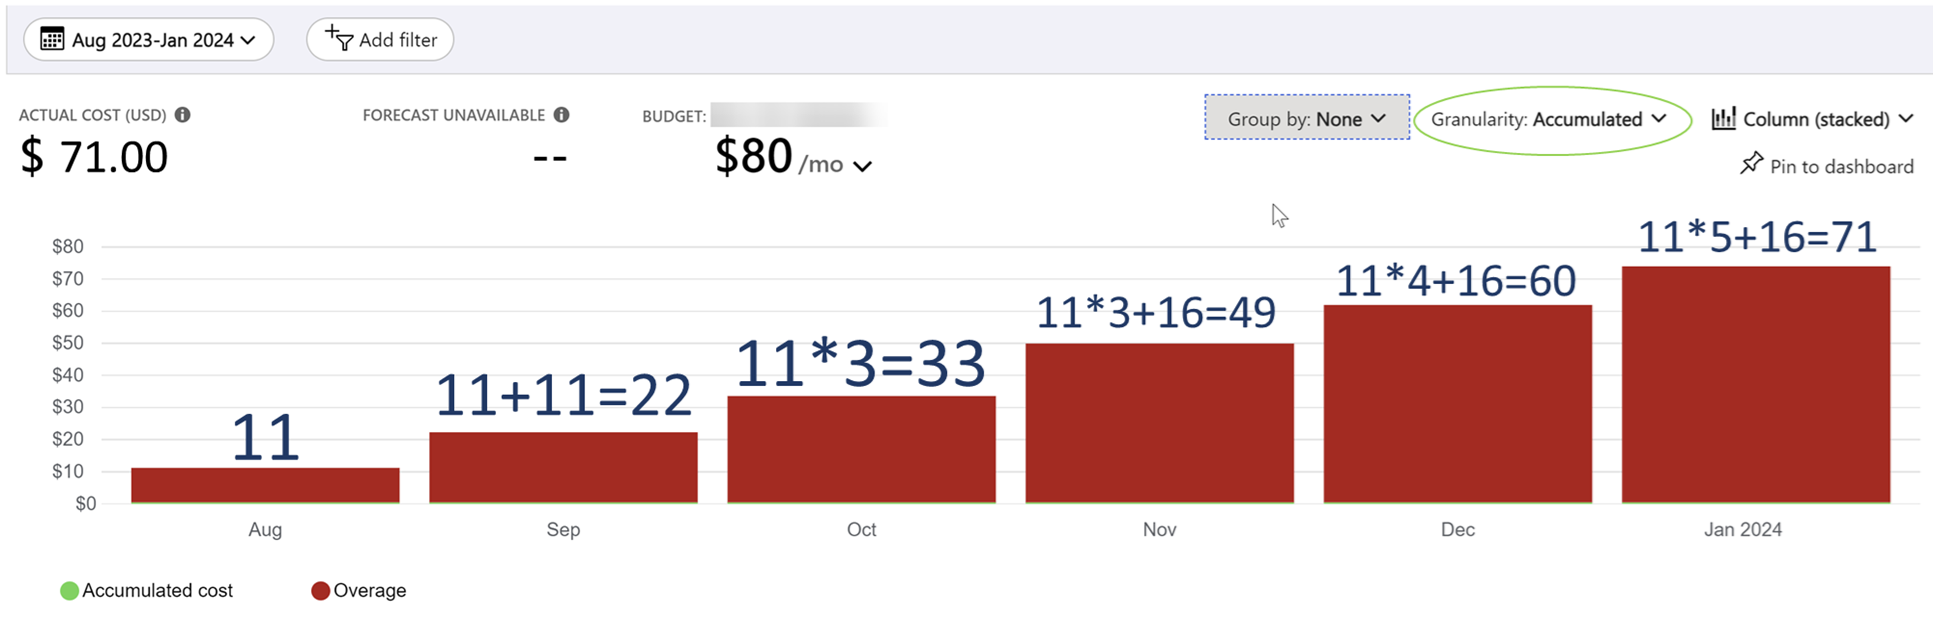 Aug 2023-Jan 2024
Add filter
ACTUAL COST (USD)
$ 71.00
FORECAST UNAVAILABLE
--
BUDGET:
$80 /mo
Group by: None
Granularity: Accumulated
Column (stacked)
Pin to dashboard
$80
$70
$60
$50
$40
$30
$20
$10
$0
11
11+11=22
11*3=33
11*3+16=49
11*4+16=60
11*5+16=71
Aug
Sep
Oct
Nov
Dec
Jan 2024
Accumulated cost
Overage